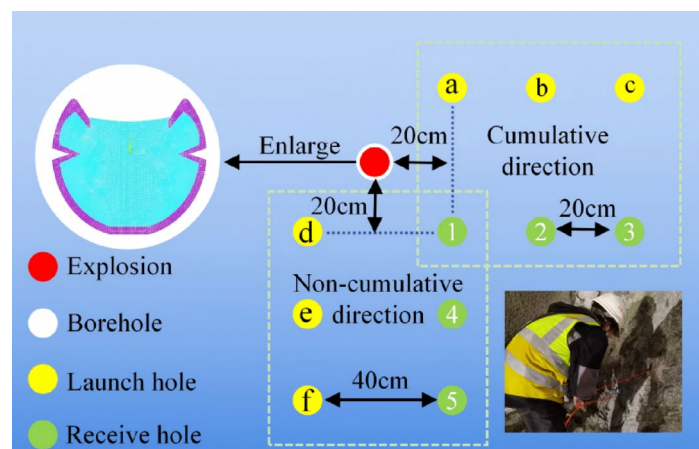 a
b
c
20cm
Cumulative
direction
Enlarge
20cm
20cm
d
1
2
3
Explosion
Non-cumulative
direction
e
4
Borehole
Launch hole
40cm
f
5
Receive hole